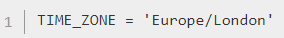 1 TIME_ZONE = 'Europe/London'